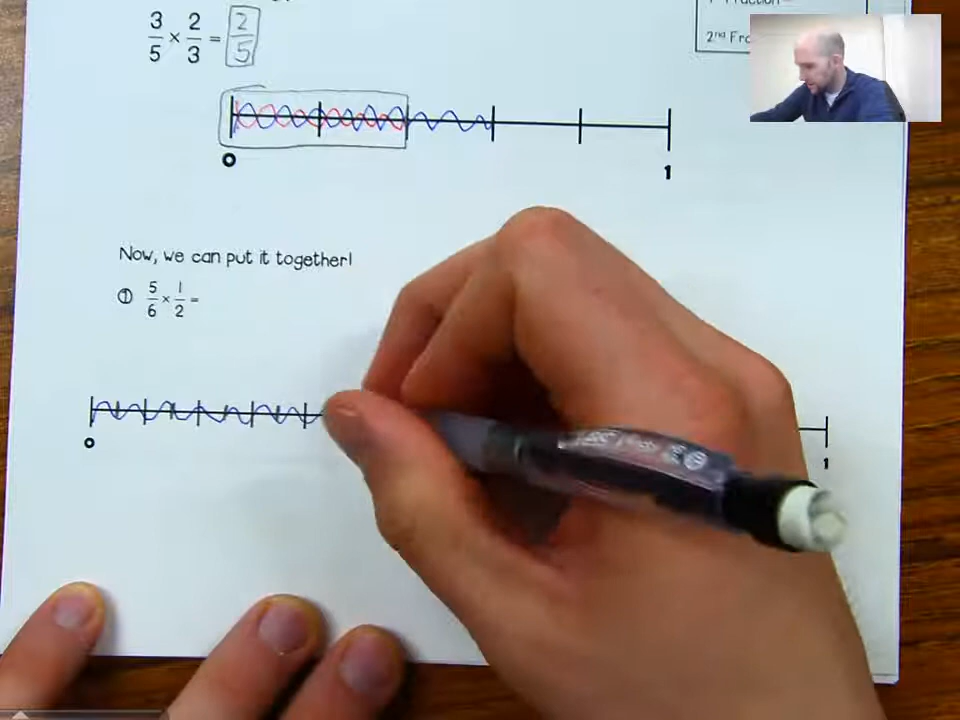 3/5 × 2/3 = 2/5
2nd
0 1
Now, we can put it together!
① 5/6 × 1/2 =
0 1